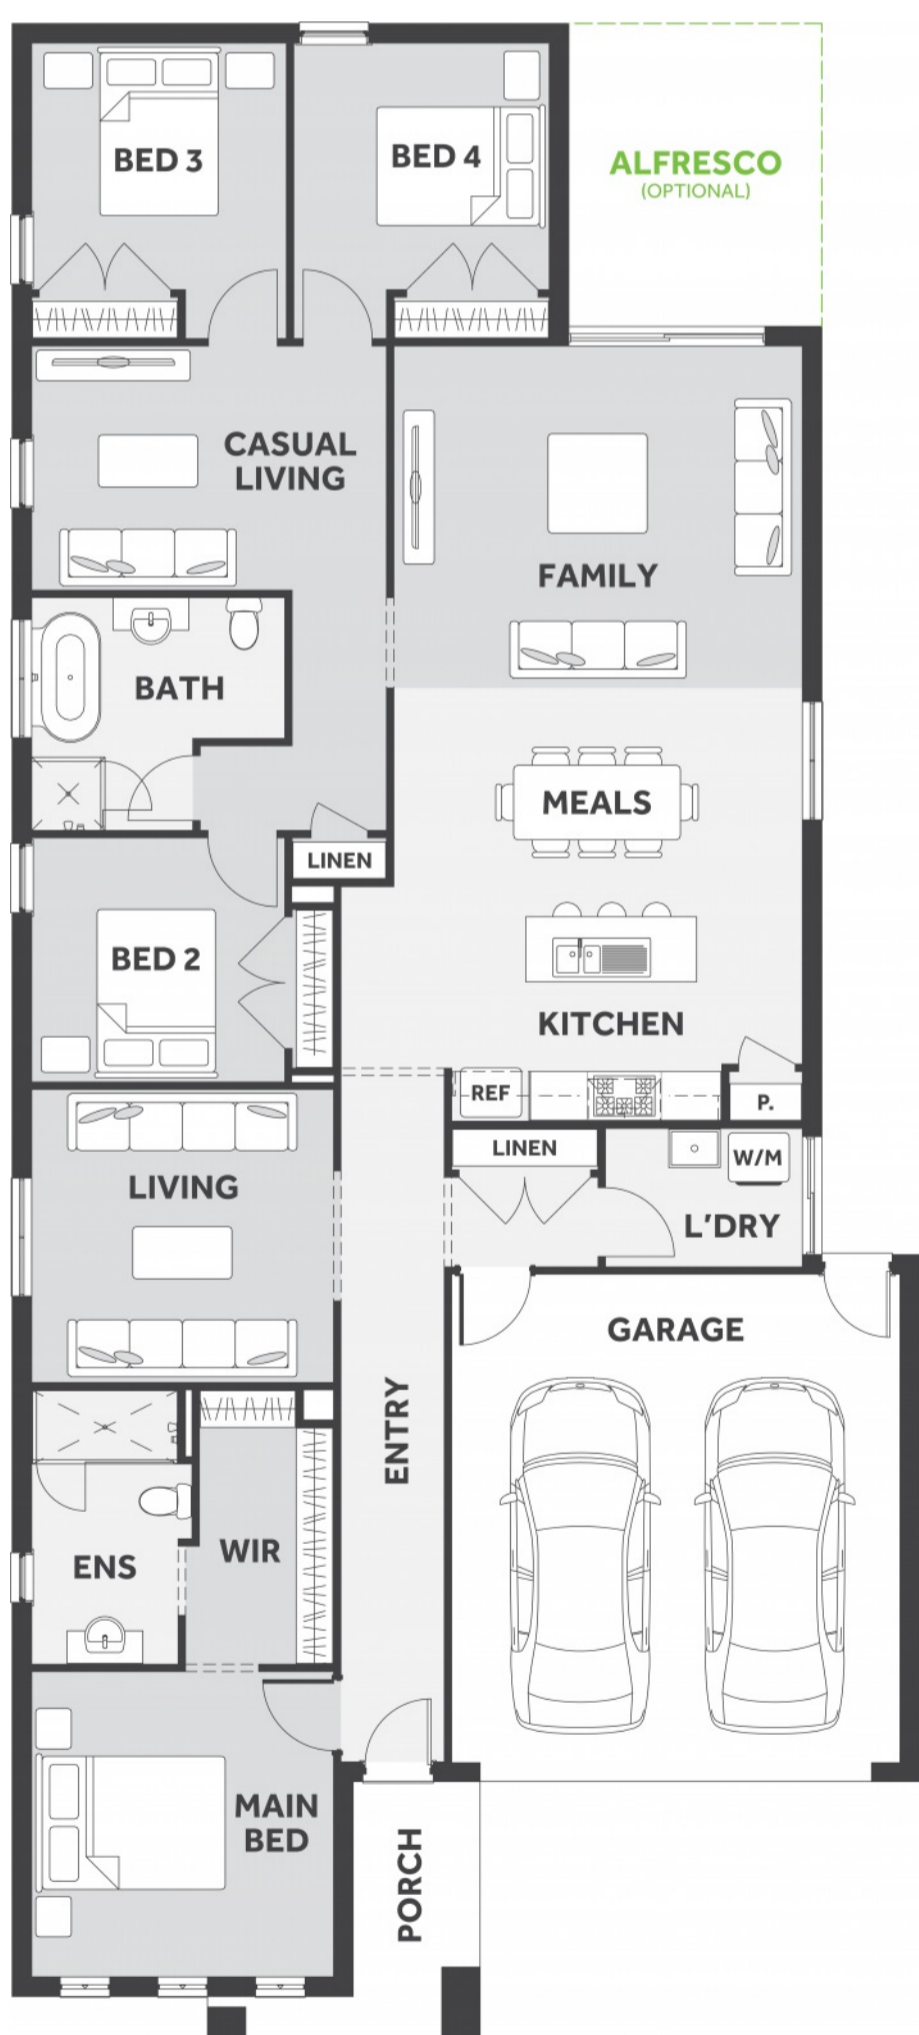 BED 3
BED 4
ALFRESCO
(OPTIONAL)
CASUAL
LIVING
FAMILY
BATH
MEALS
LINEN
BED 2
KITCHEN
REF
P.
LINEN
W/M
LIVING
L'DRY
GARAGE
ENTRY
WIR
ENS
MAIN
BED
PORCH